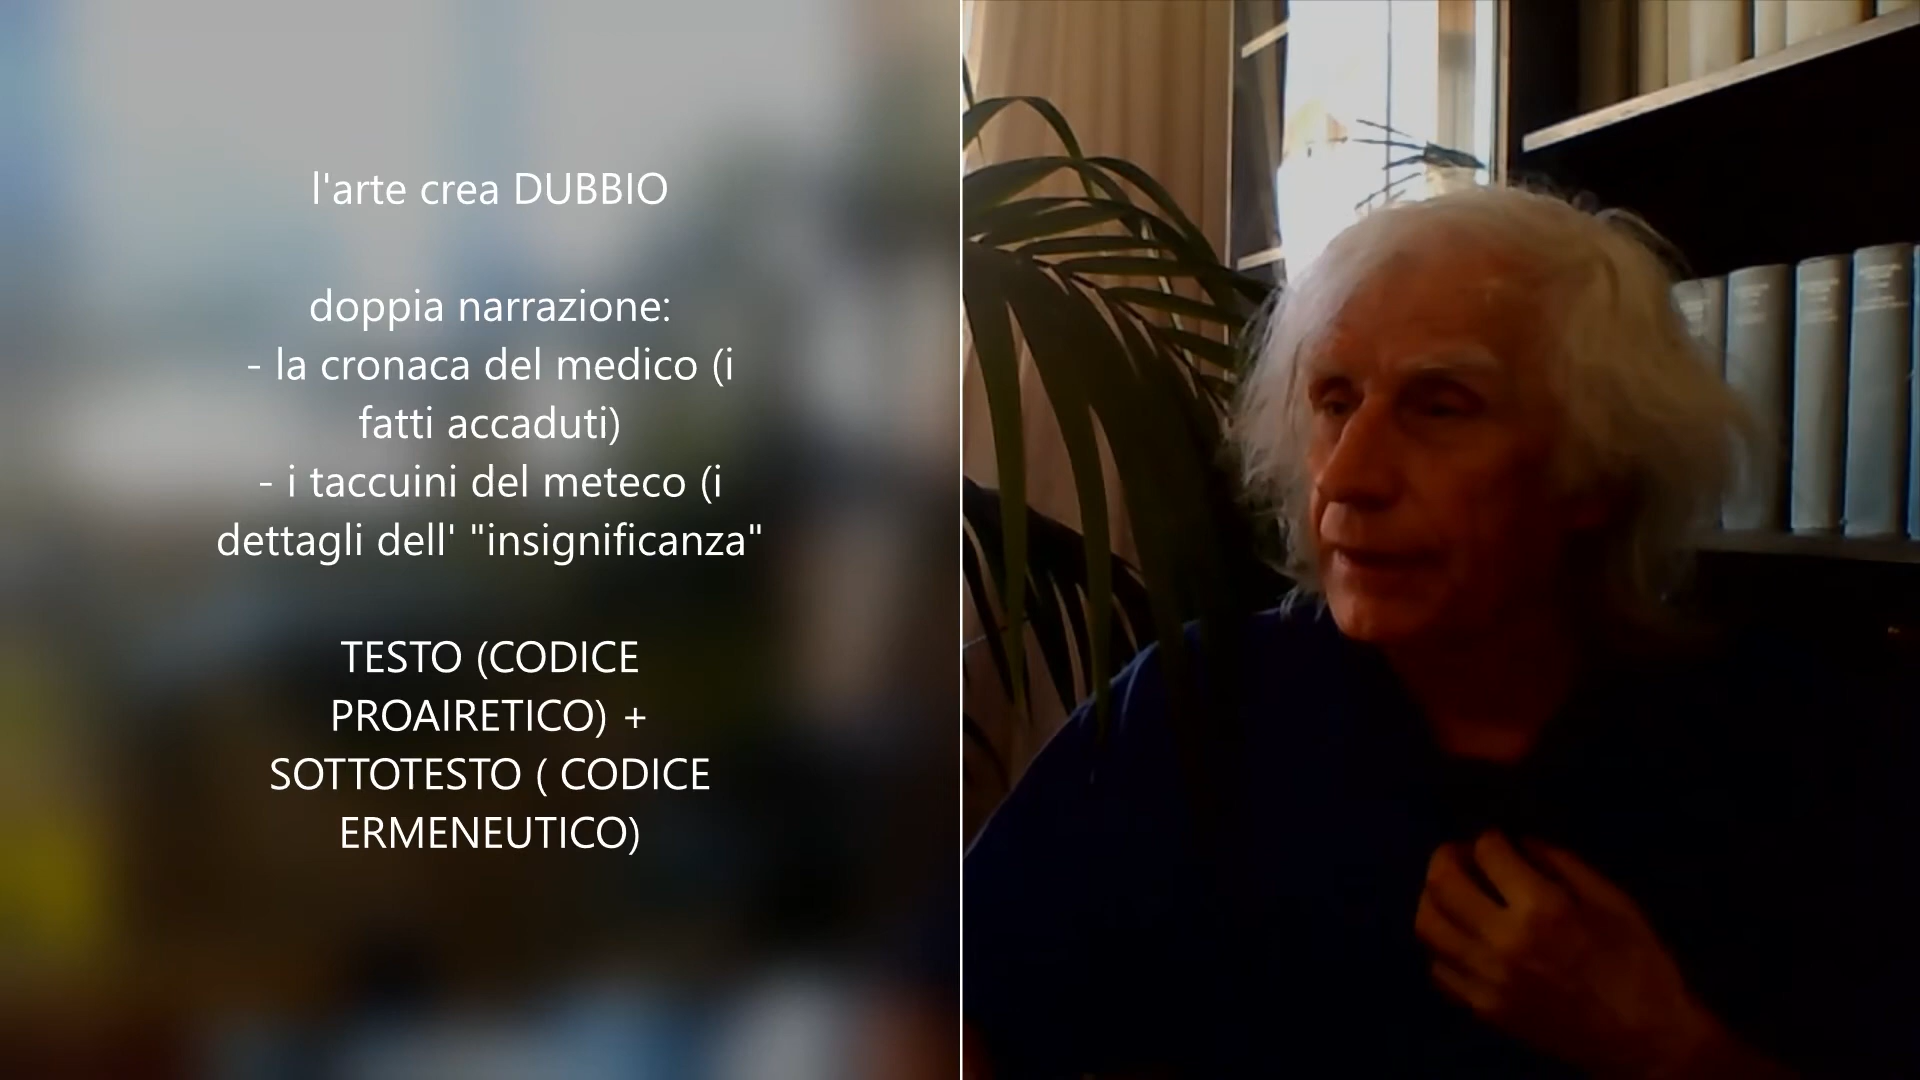 l'arte crea DUBBIO
doppia narrazione:
- la cronaca del medico (i
fatti accaduti)
- i taccuini del meteco (i
dettagli dell' "insignificanza"
TESTO (CODICE
PROAIRETICO) +
SOTTOTESTO ( CODICE
ERMENEUTICO)